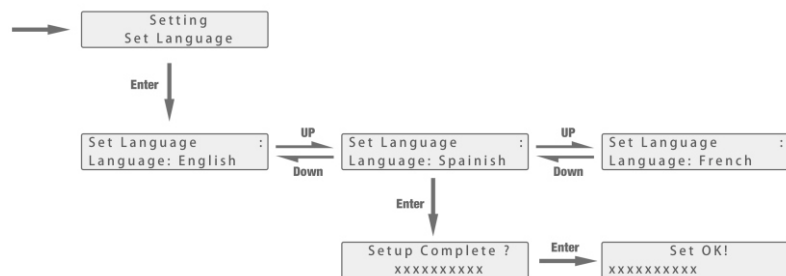 Setting
Set Language
Enter
Set Language :
Language: English
UP
Down
Set Language :
Language: Spainish
UP
Down
Set Language :
Language: French
Enter
Setup Complete ?
xxxxxxxxxx
Enter
Set OK!
xxxxxxxxxx